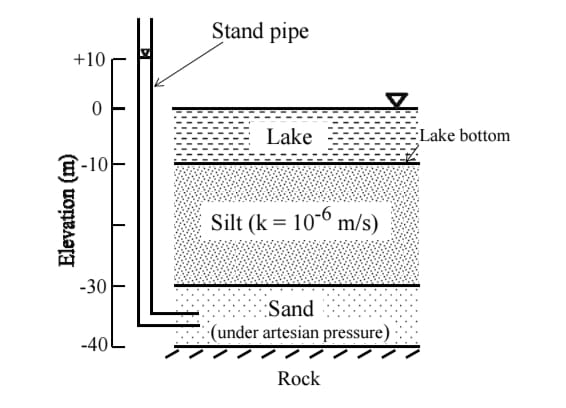 Stand pipe
+10
0
Lake
Lake bottom
-10
Elevation (m)
Silt (k = 10-6 m/s)
-30
Sand
(under artesian pressure)
-40
Rock